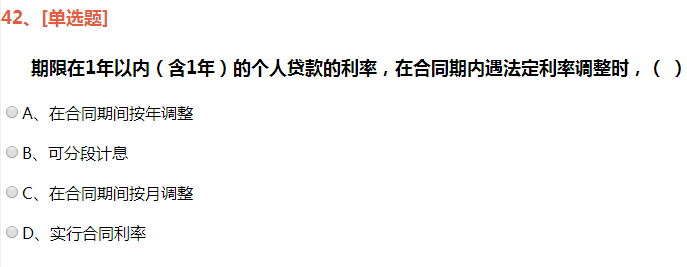 42、[单选题]
期限在1年以内（含1年）的个人贷款的利率，在合同期内遇法定利率调整时，（ ）
A、在合同期间按年调整
B、可分段计息
C、在合同期间按月调整
D、实行合同利率